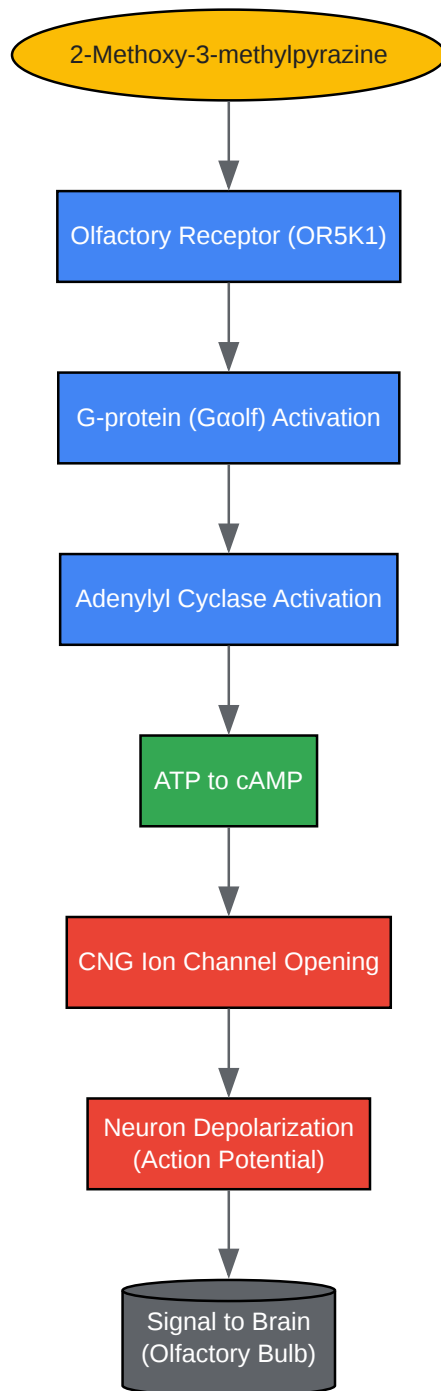 2-Methoxy-3-methylpyrazine
Olfactory Receptor (OR5K1)
G-protein (Gαolf) Activation
Adenylyl Cyclase Activation
ATP to cAMP
CNG Ion Channel Opening
Neuron Depolarization
(Action Potential)
Signal to Brain
(Olfactory Bulb)